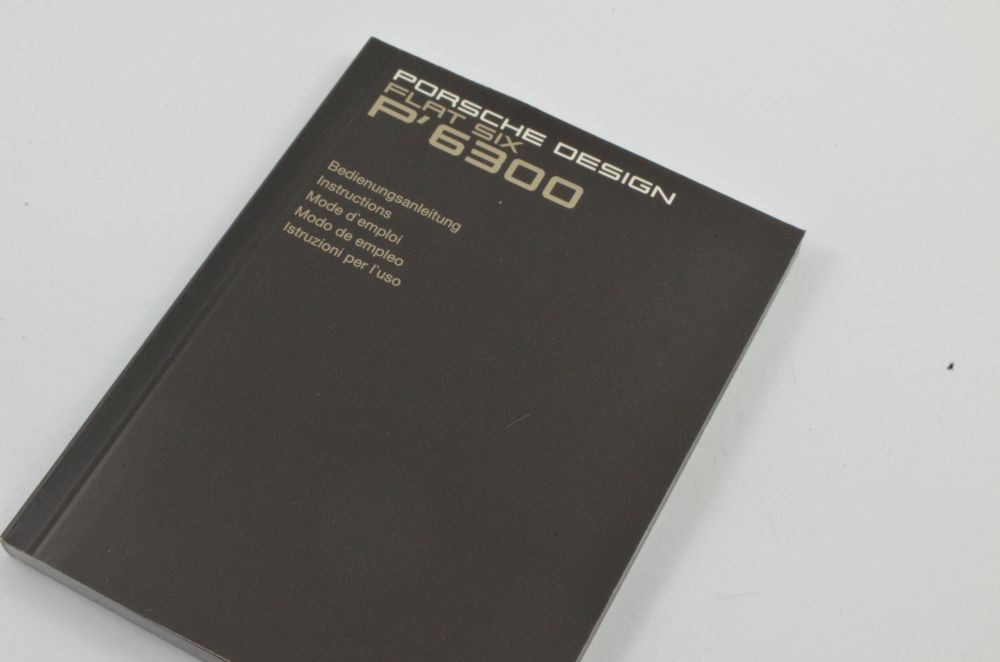 PORSCHE DESIGN
FLAT SIX
P'6300
Bedienungsanleitung
Instructions
Mode d`emploi
Modo de empleo
Istruzioni per l`uso